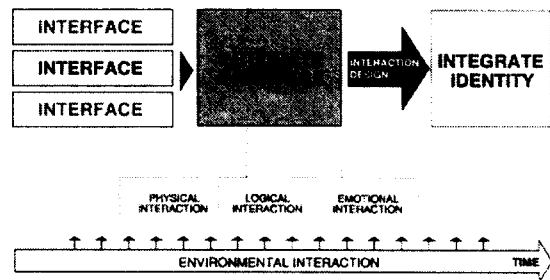 INTERFACE
INTERFACE
INTERFACE
INTERACTION
DESIGN
INTEGRATE
IDENTITY
PHYSICAL
INTERACTION
LOGICAL
INTERACTION
EMOTIONAL
INTERACTION
ENVIRONMENTAL INTERACTION
TIME